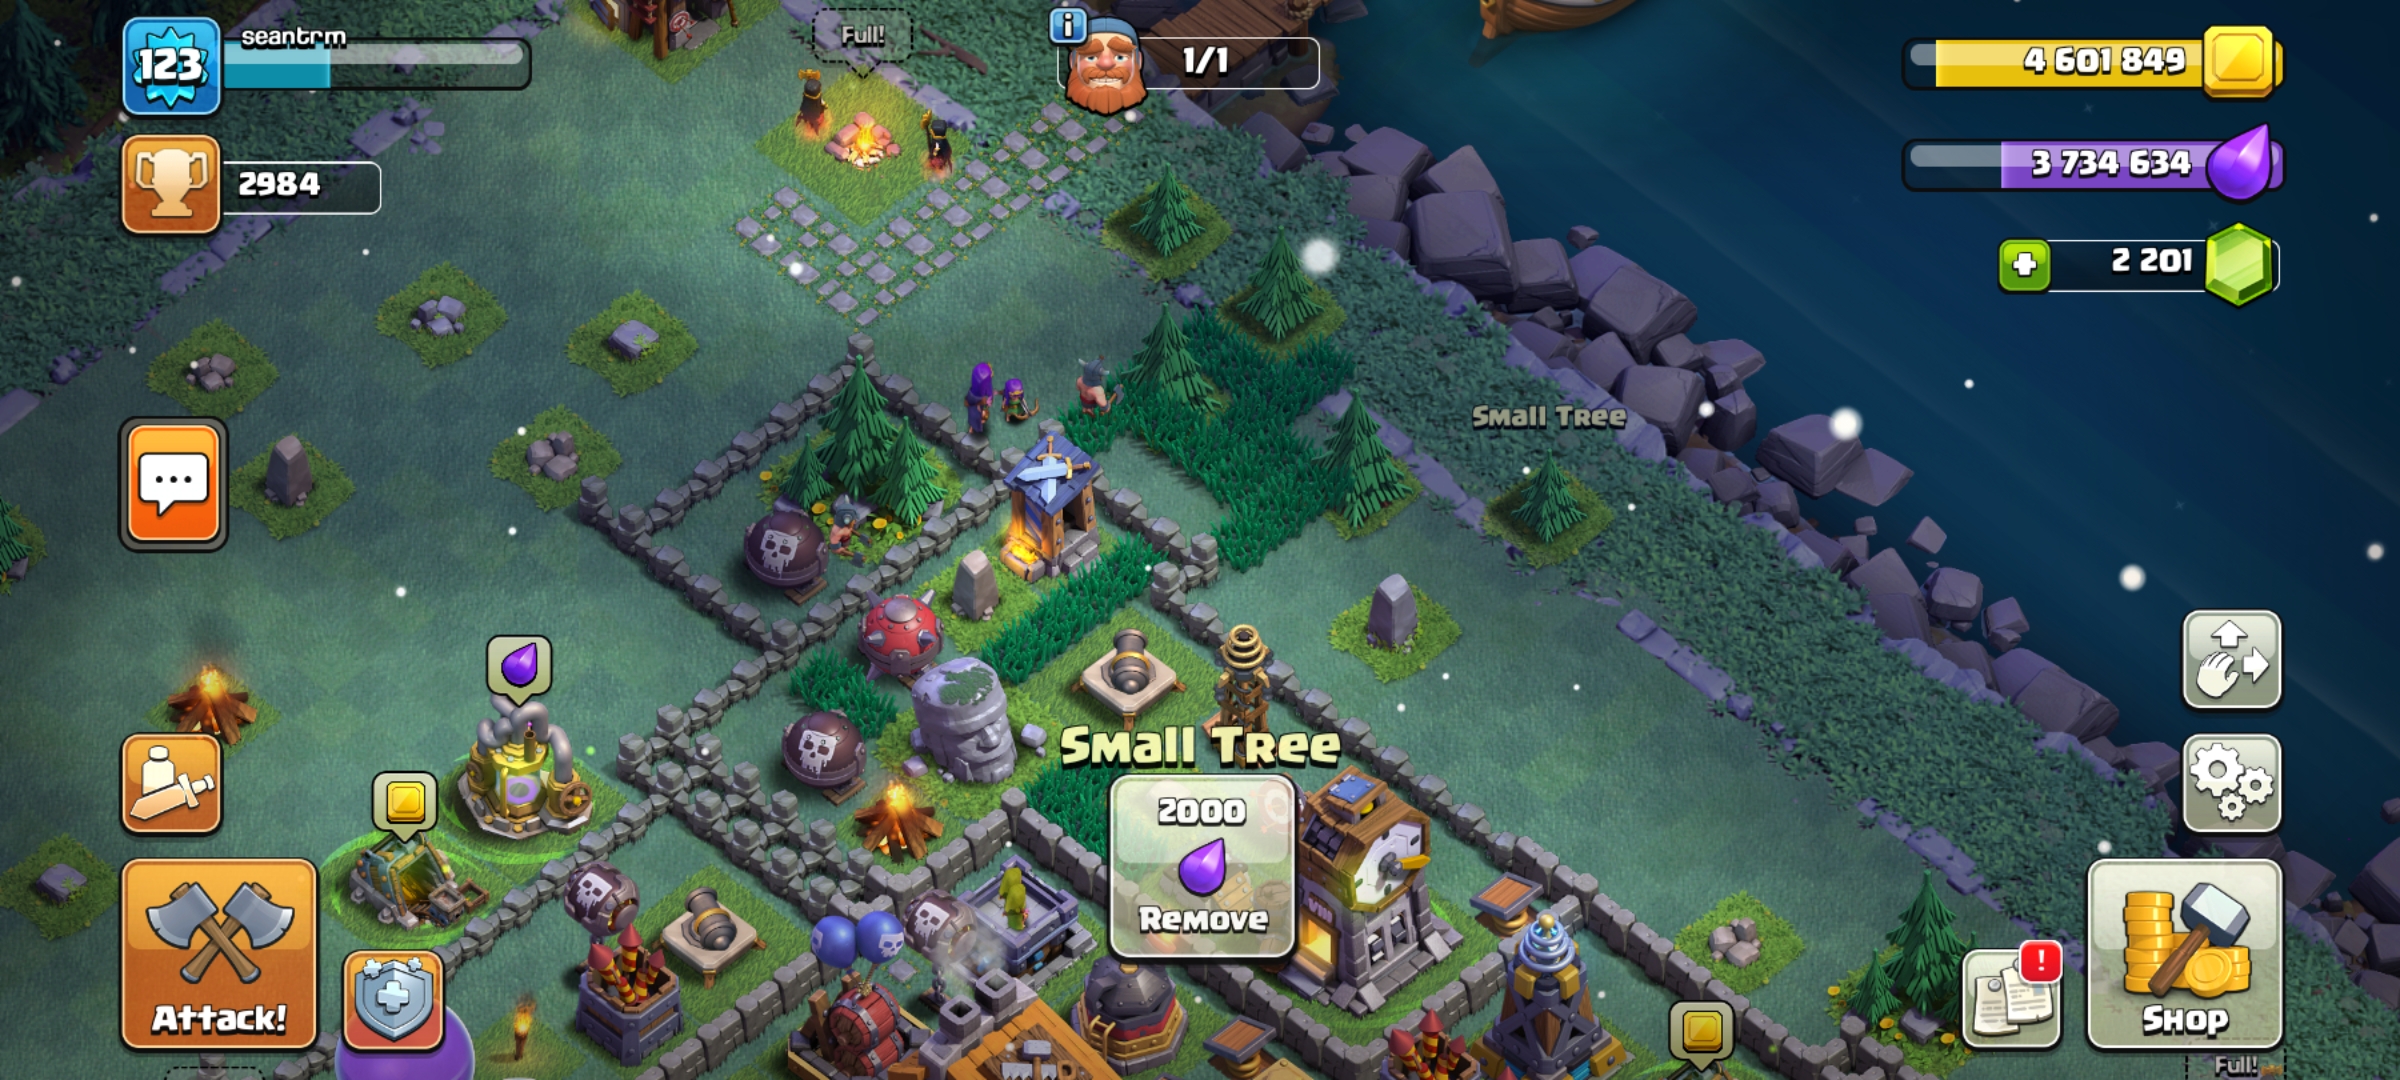 123
seantrm
Full!
i
1/1
4 601 849
2984
3 734 634
2 201
Small Tree
Small Tree
2000
Remove
VIII
Attack!
!
Shop
Full!